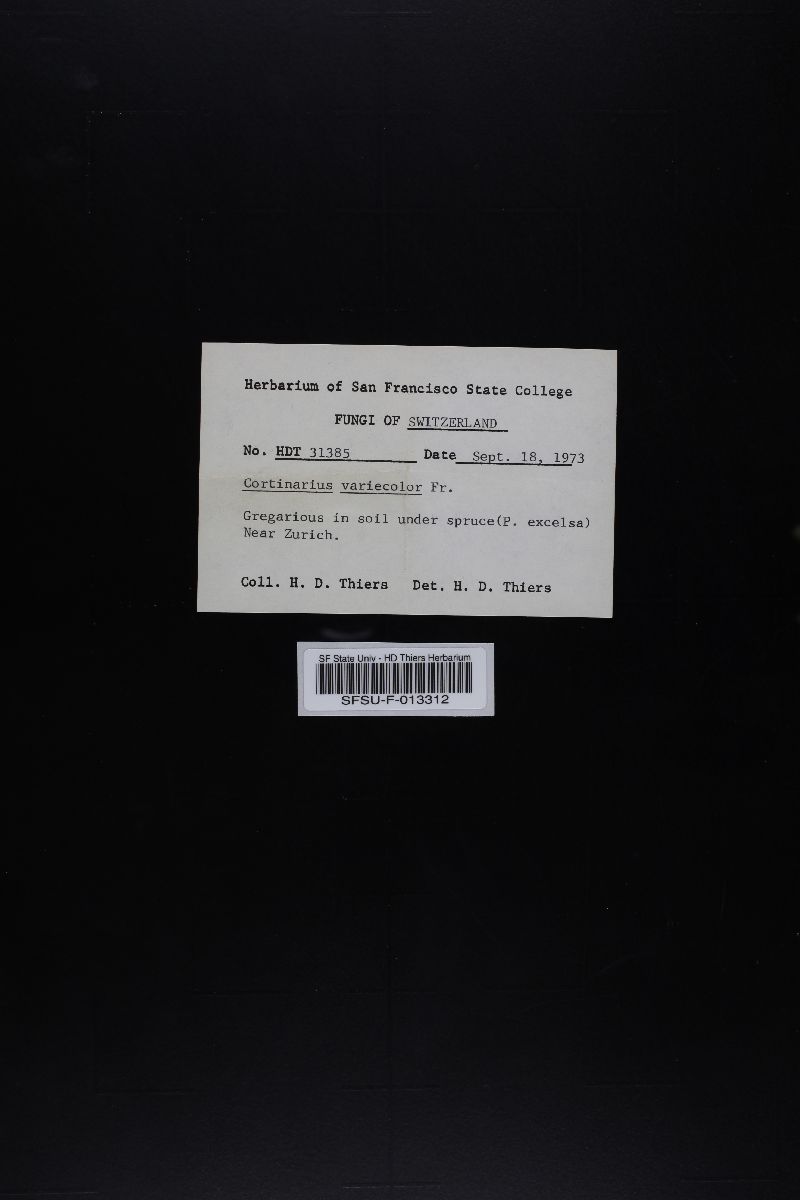 Herbarium of San Francisco State College
FUNGI OF SWITZERLAND
No. HDT 31385 Date Sept. 18, 1973
Cortinarius variecolor Fr.
Gregarious in soil under spruce(P. excelsa)
Near Zurich.
Coll. H. D. Thiers Det. H. D. Thiers
SF State Univ - HD Thiers Herbarium
SFSU-F-013312